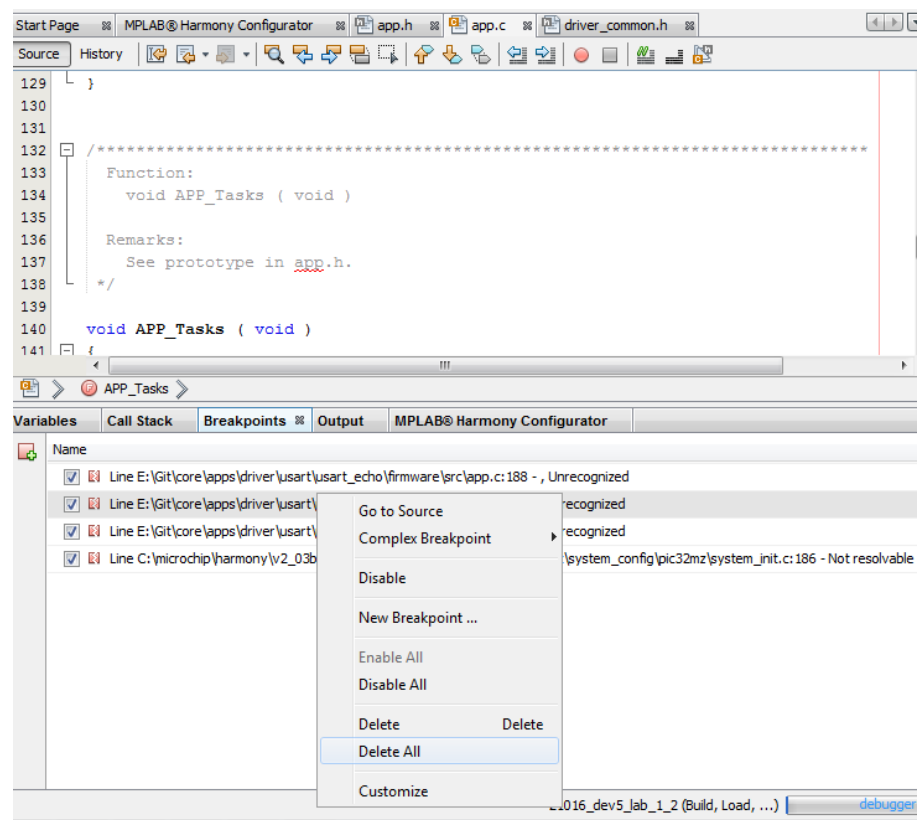 Start Page MPLAB® Harmony Configurator app.h app.c driver_common.h
Source History
129 }
130
131
132 /*****************************************************************************
133 Function:
134 void APP_Tasks ( void )
135
136 Remarks:
137 See prototype in app.h.
138 */
139
140 void APP_Tasks ( void )
141 {
APP_Tasks
Variables Call Stack Breakpoints Output MPLAB® Harmony Configurator
Name
Line E:\Git\core\apps\driver\usart\usart_echo\firmware\src\app.c:188 - , Unrecognized
Line E:\Git\core\apps\driver\usart\ recognized
Line E:\Git\core\apps\driver\usart\ recognized
Line C:\microchip\harmony\v2_03b \system_config\pic32mz\system_init.c:186 - Not resolvable
Go to Source
Complex Breakpoint
Disable
New Breakpoint ...
Enable All
Disable All
Delete Delete
Delete All
Customize
21016_dev5_lab_1_2 (Build, Load, ...) debugger